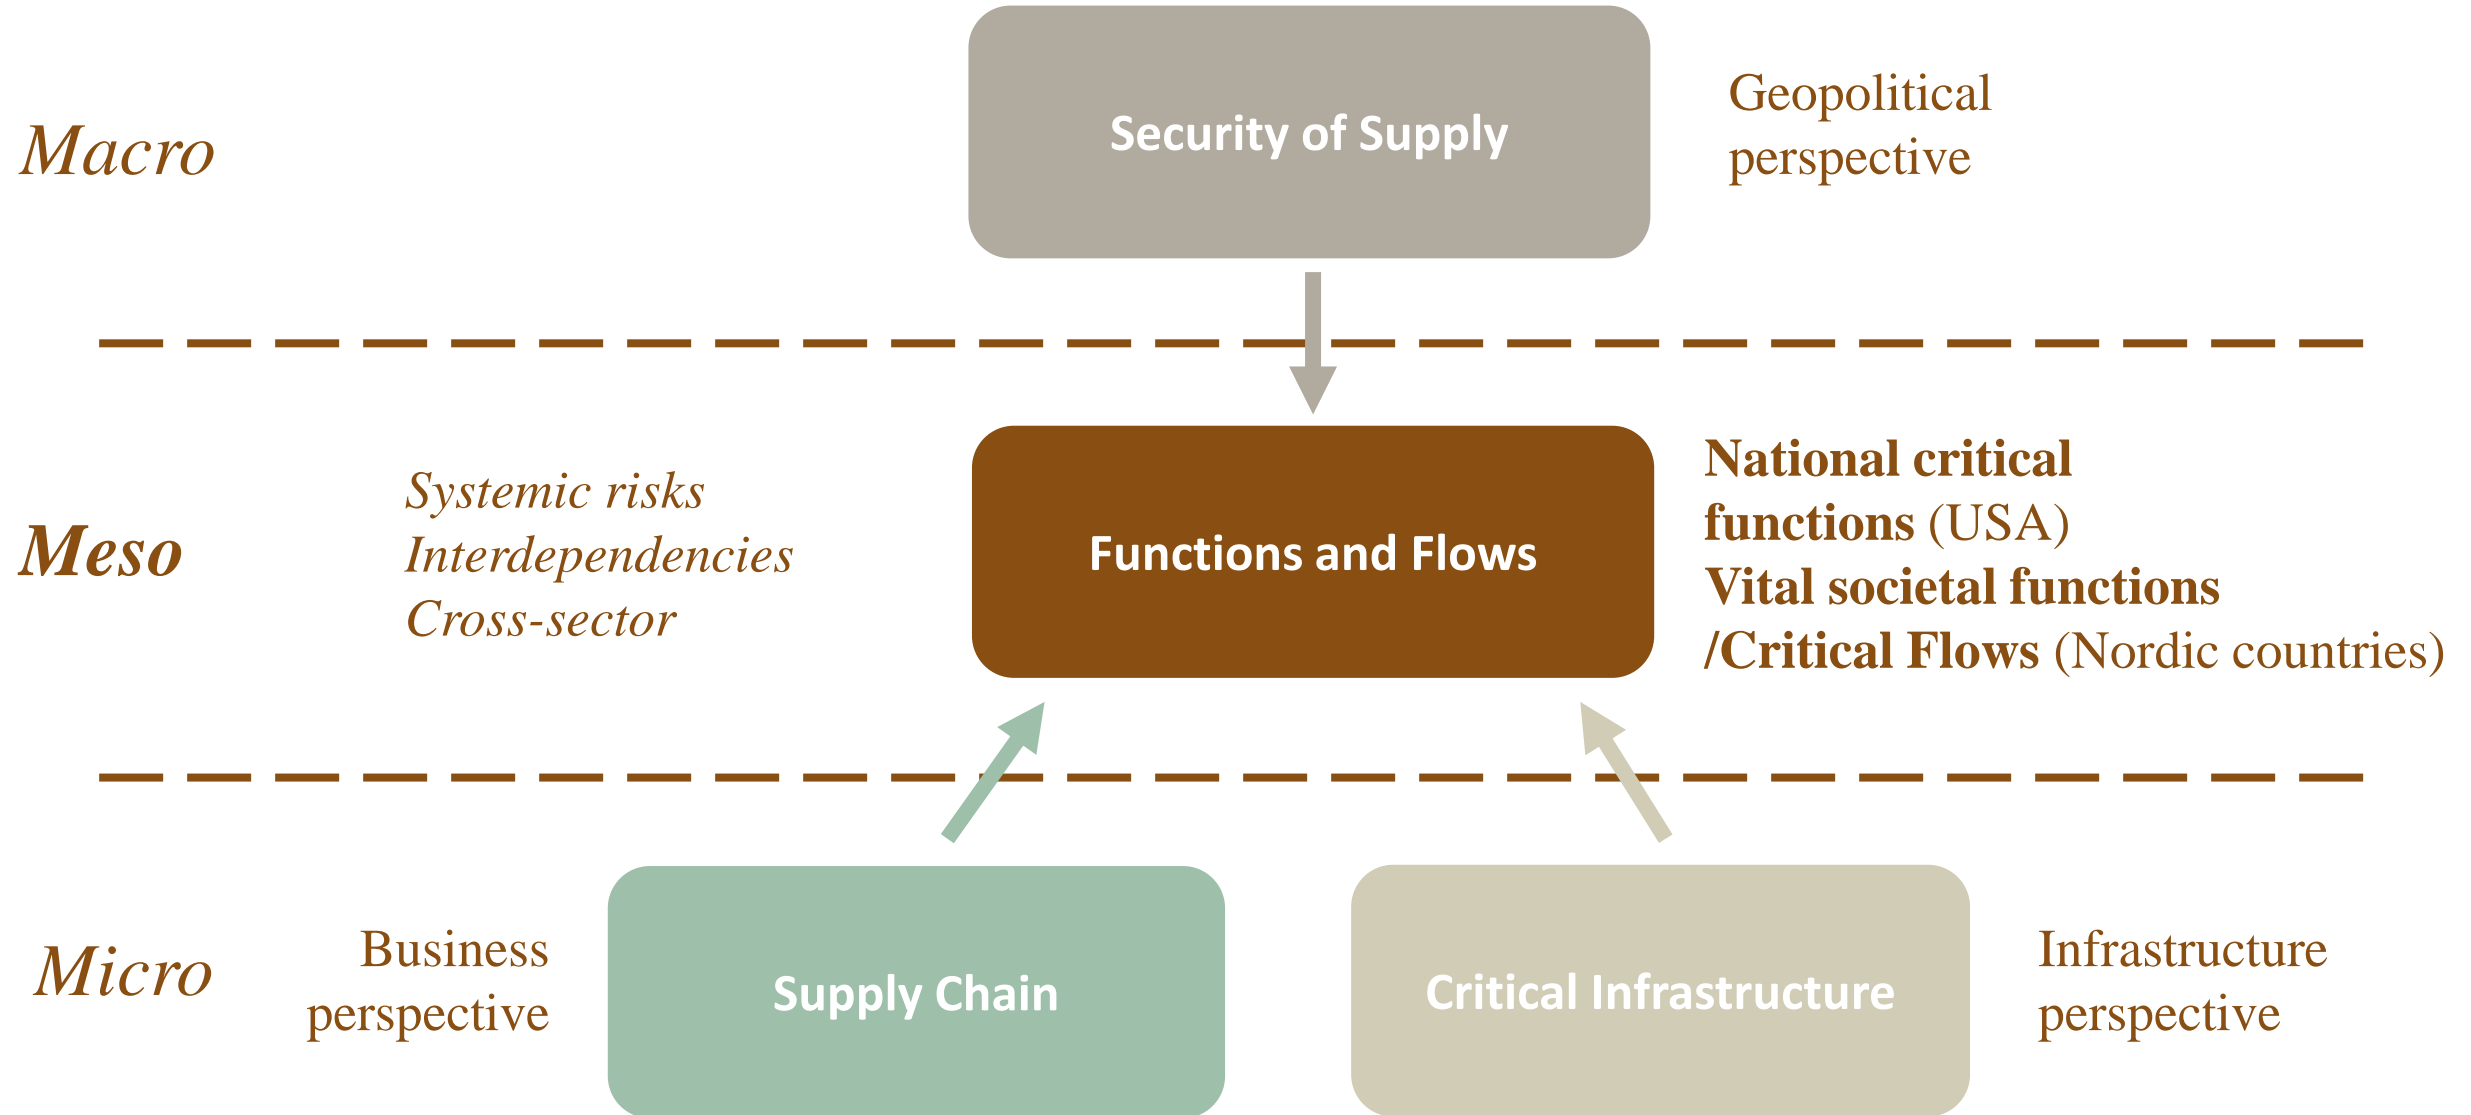 Security of Supply
Geopolitical
perspective
Macro
Systemic risks
Interdependencies
Cross-sector
Meso
Functions and Flows
National critical
functions (USA)
Vital societal functions
/Critical Flows (Nordic countries)
Micro
Business
perspective
Supply Chain
Critical Infrastructure
Infrastructure
perspective